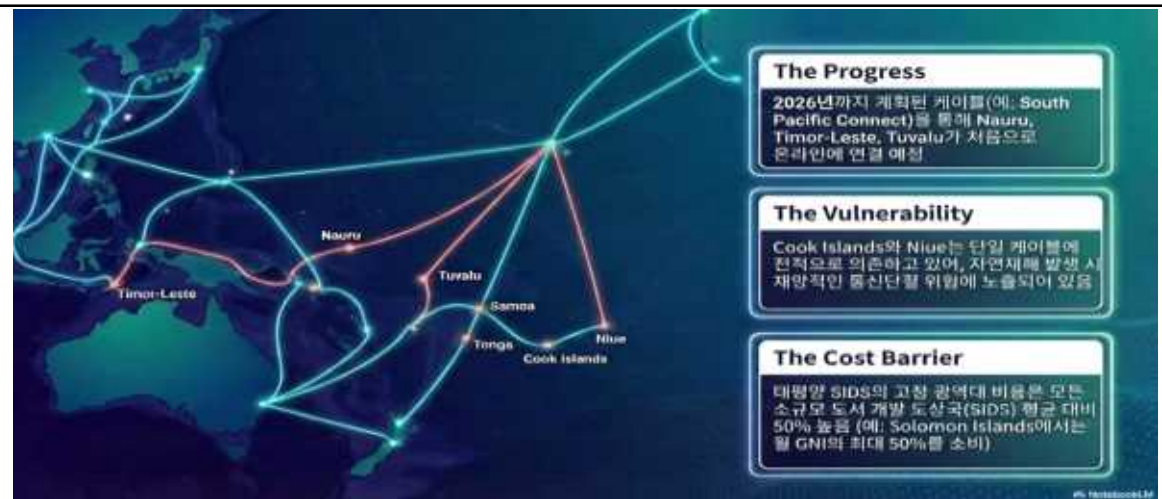 Nauru
Timor-Leste
Tuvalu
Samoa
Tonga
Cook Islands
Niue
The Progress
2026년까지 계획된 케이블(예: South
Pacific Connect)을 통해 Nauru,
Timor-Leste, Tuvalu가 처음으로
온라인에 연결 예정
The Vulnerability
Cook Islands와 Niue는 단일 케이블에
전적으로 의존하고 있어, 자연재해 발생 시
재앙적인 통신단절 위험에 노출되어 있음
The Cost Barrier
태평양 SIDS의 고정 광역대 비용은 모든
소규모 도서 개발 도상국(SIDS) 평균 대비
50% 높음 (예: Solomon Islands에서는
월 GNI의 최대 50%를 소비)
NotebookLM